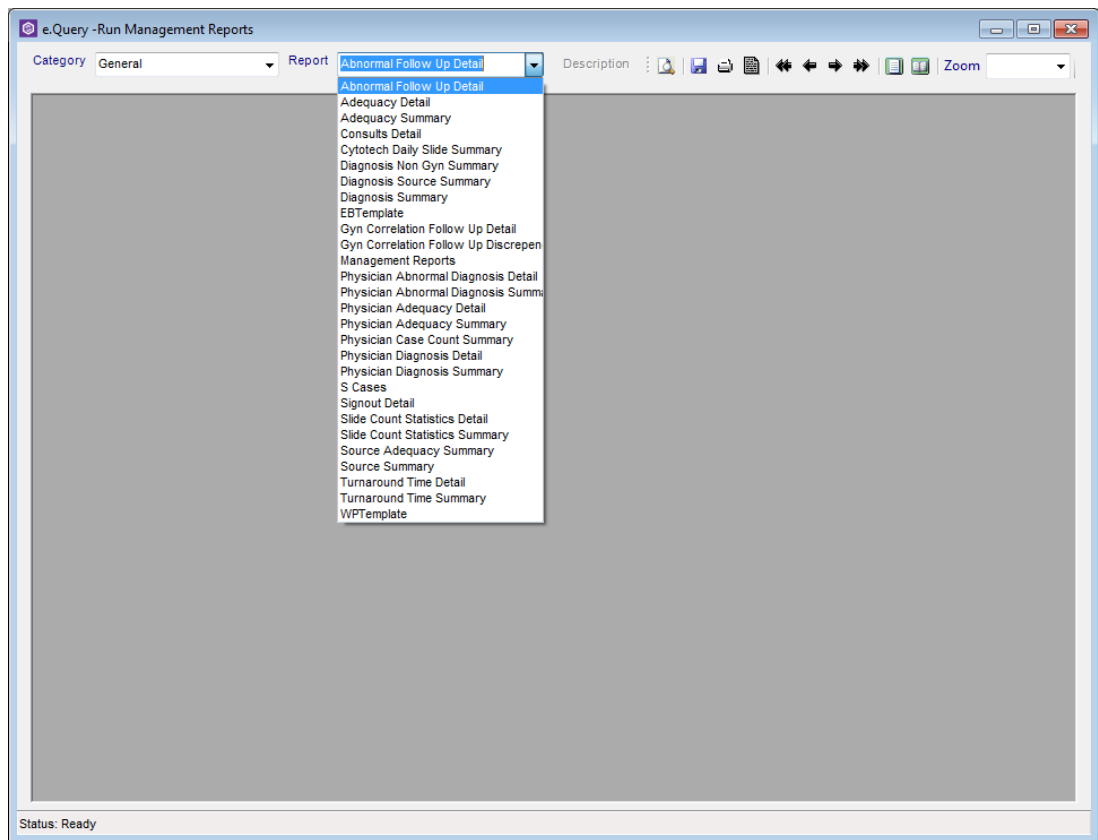 e.Query -Run Management Reports
Category General Report Abnormal Follow Up Detail Description Zoom
Abnormal Follow Up Detail
Adequacy Detail
Adequacy Summary
Consults Detail
Cytotech Daily Slide Summary
Diagnosis Non Gyn Summary
Diagnosis Source Summary
Diagnosis Summary
EBTemplate
Gyn Correlation Follow Up Detail
Gyn Correlation Follow Up Discrepen
Management Reports
Physician Abnormal Diagnosis Detail
Physician Abnormal Diagnosis Summa
Physician Adequacy Detail
Physician Adequacy Summary
Physician Case Count Summary
Physician Diagnosis Detail
Physician Diagnosis Summary
S Cases
Signout Detail
Slide Count Statistics Detail
Slide Count Statistics Summary
Source Adequacy Summary
Source Summary
Turnaround Time Detail
Turnaround Time Summary
WPTemplate
Status: Ready